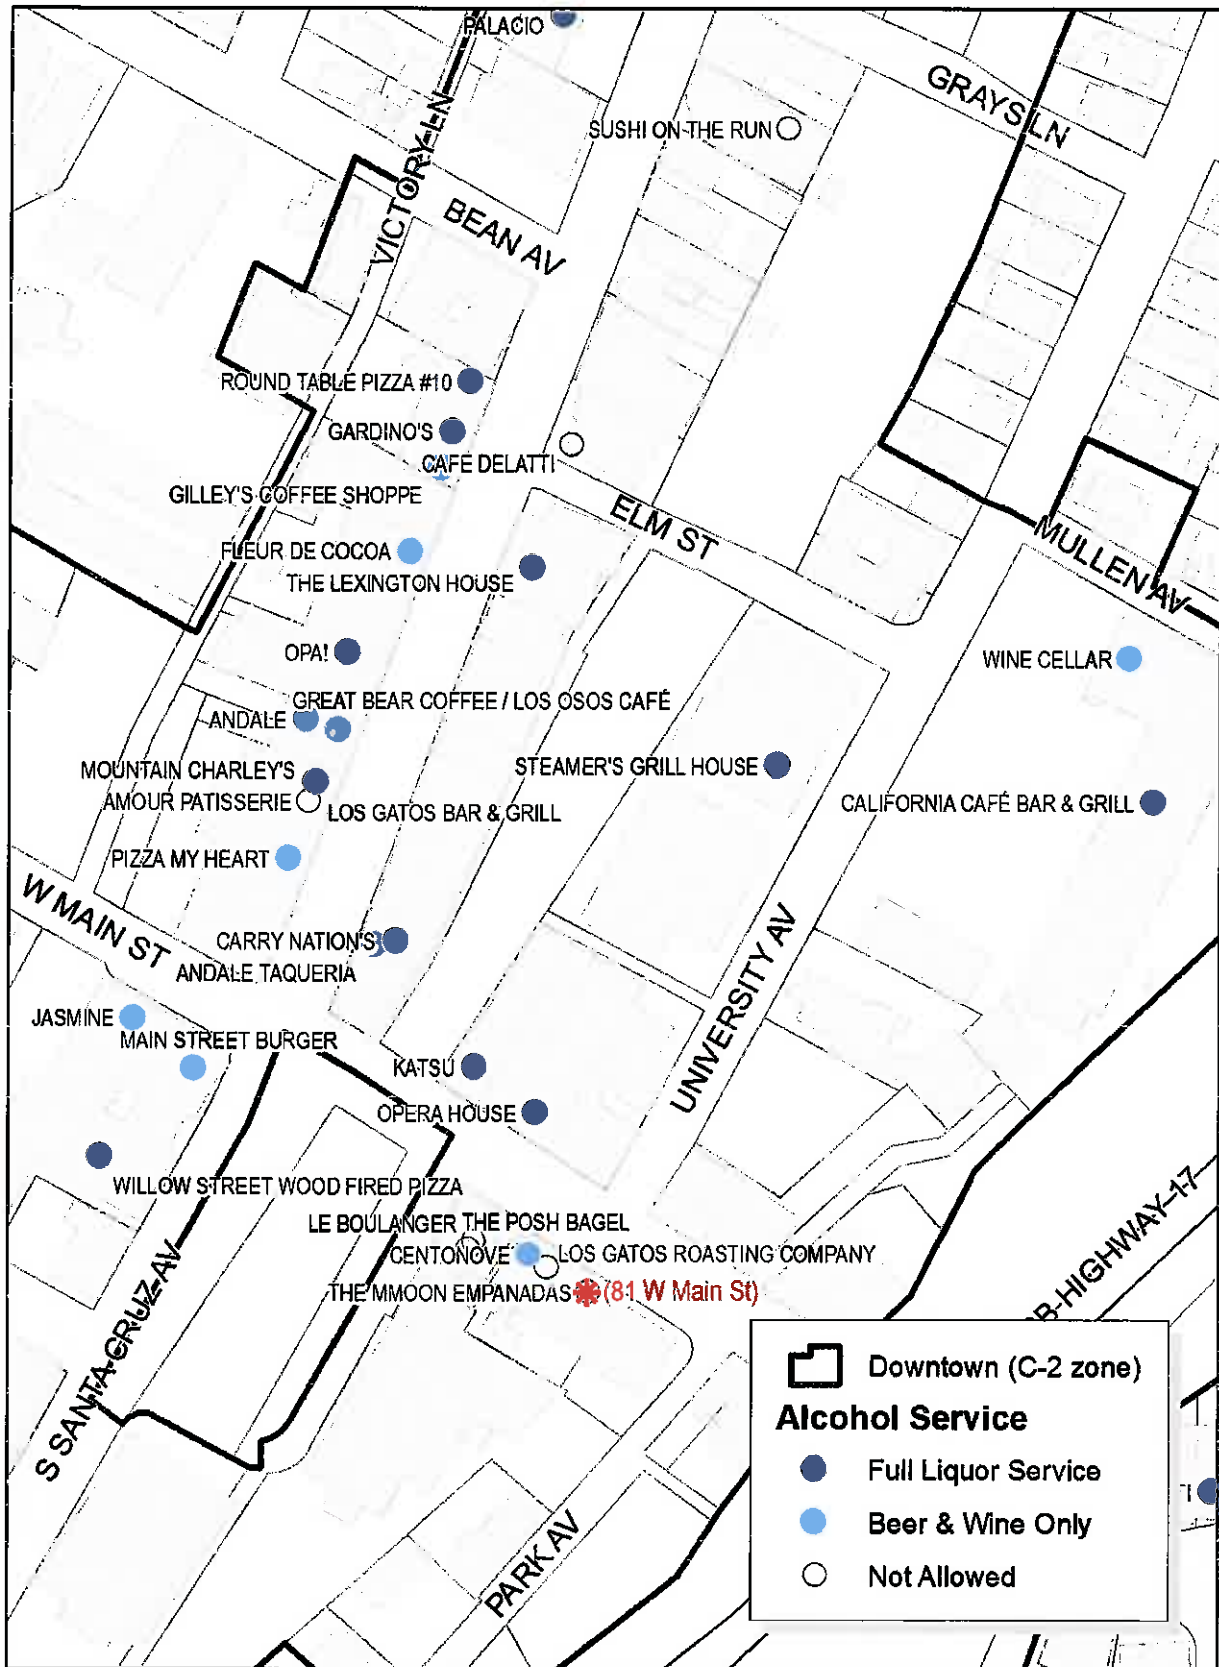 PALACIO
GRAYS LN
SUSHI ON THE RUN
VICTORY LN
BEAN AV
ROUND TABLE PIZZA #10
GARDINO'S
CAFE DELATTI
GILLEY'S COFFEE SHOPPE
ELM ST
MULLEN AV
FLEUR DE COCOA
THE LEXINGTON HOUSE
OPA!
WINE CELLAR
GREAT BEAR COFFEE / LOS OSOS CAFÉ
ANDALE
MOUNTAIN CHARLEY'S
STEAMER'S GRILL HOUSE
AMOUR PATISSERIE
LOS GATOS BAR & GRILL
CALIFORNIA CAFÉ BAR & GRILL
PIZZA MY HEART
W MAIN ST
CARRY NATION'S
ANDALE TAQUERIA
UNIVERSITY AV
JASMINE
MAIN STREET BURGER
KATSU
OPERA HOUSE
WILLOW STREET WOOD FIRED PIZZA
LE BOULANGER
THE POSH BAGEL
CENTONOVE
LOS GATOS ROASTING COMPANY
THE MMOON EMPANADAS
(81 W Main St)
B-HIGHWAY-17
S SANTA CRUZ AV
PARK AV
Downtown (C-2 zone)
Alcohol Service
Full Liquor Service
Beer & Wine Only
Not Allowed